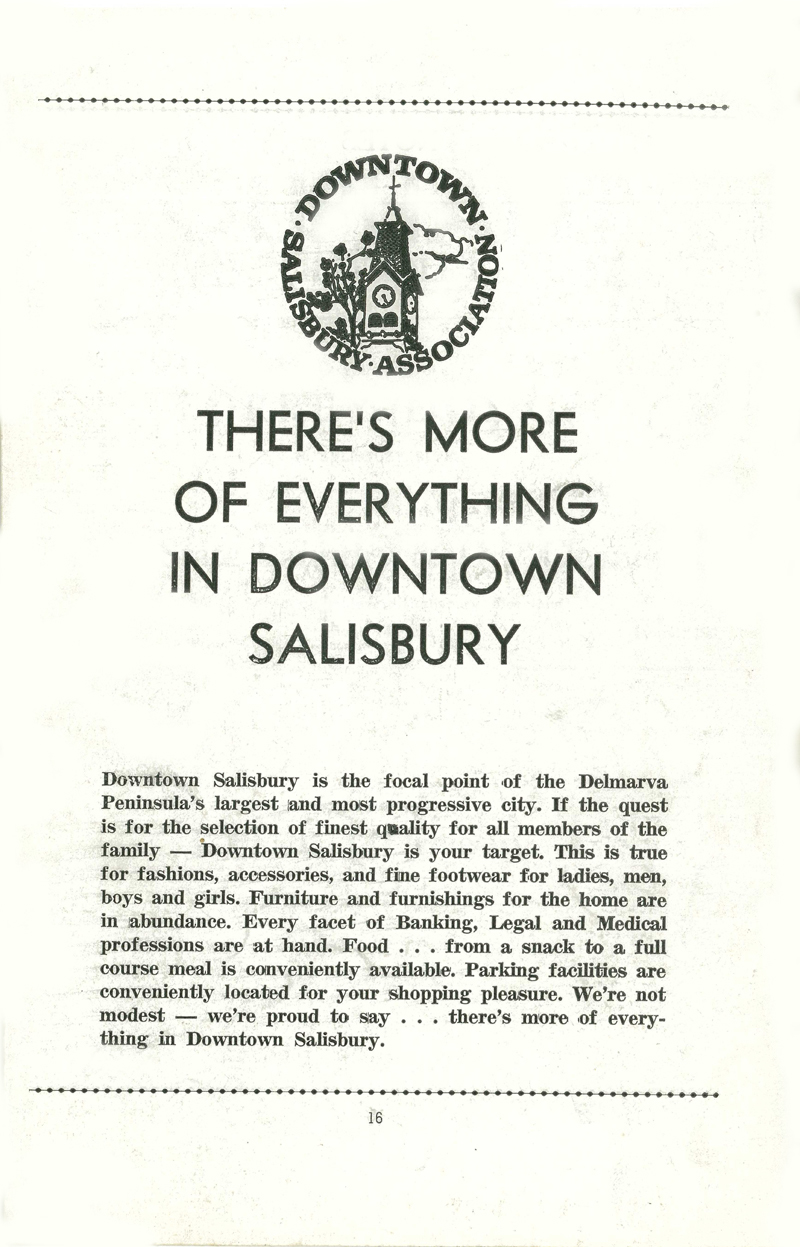 DOWNTOWN · SALISBURY · ASSOCIATION ·
THERE'S MORE
OF EVERYTHING
IN DOWNTOWN
SALISBURY
Downtown Salisbury is the focal point of the Delmarva
Peninsula's largest and most progressive city. If the quest
is for the selection of finest quality for all members of the
family — Downtown Salisbury is your target. This is true
for fashions, accessories, and fine footwear for ladies, men,
boys and girls. Furniture and furnishings for the home are
in abundance. Every facet of Banking, Legal and Medical
professions are at hand. Food . . . from a snack to a full
course meal is conveniently available. Parking facilities are
conveniently located for your shopping pleasure. We're not
modest — we're proud to say . . . there's more of every-
thing in Downtown Salisbury.
16